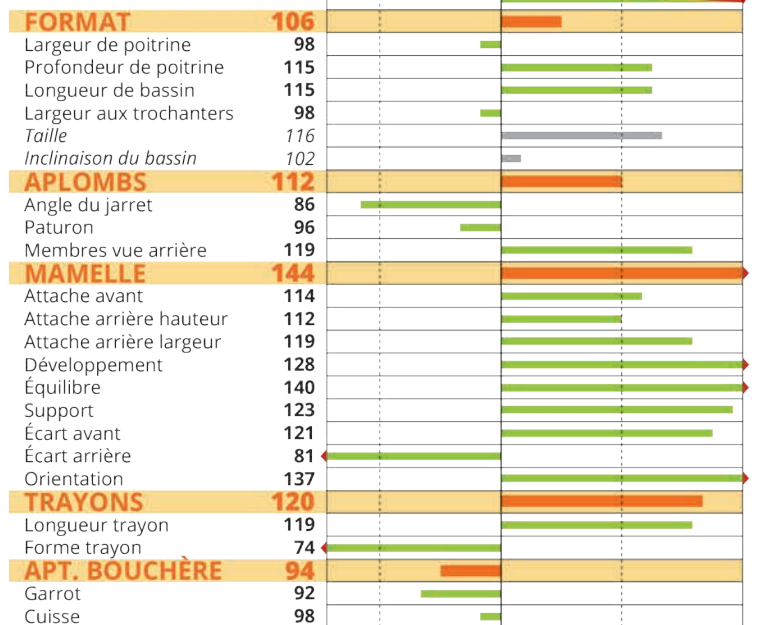 FORMAT 106
Largeur de poitrine 98
Profondeur de poitrine 115
Longueur de bassin 115
Largeur aux trochanters 98
Taille 116
Inclinaison du bassin 102
APLOMBS 112
Angle du jarret 86
Paturon 96
Membres vue arrière 119
MAMELLE 144
Attache avant 114
Attache arrière hauteur 112
Attache arrière largeur 119
Développement 128
Équilibre 140
Support 123
Écart avant 121
Écart arrière 81
Orientation 137
TRAYONS 120
Longueur trayon 119
Forme trayon 74
APT. BOUCHÈRE 94
Garrot 92
Cuisse 98